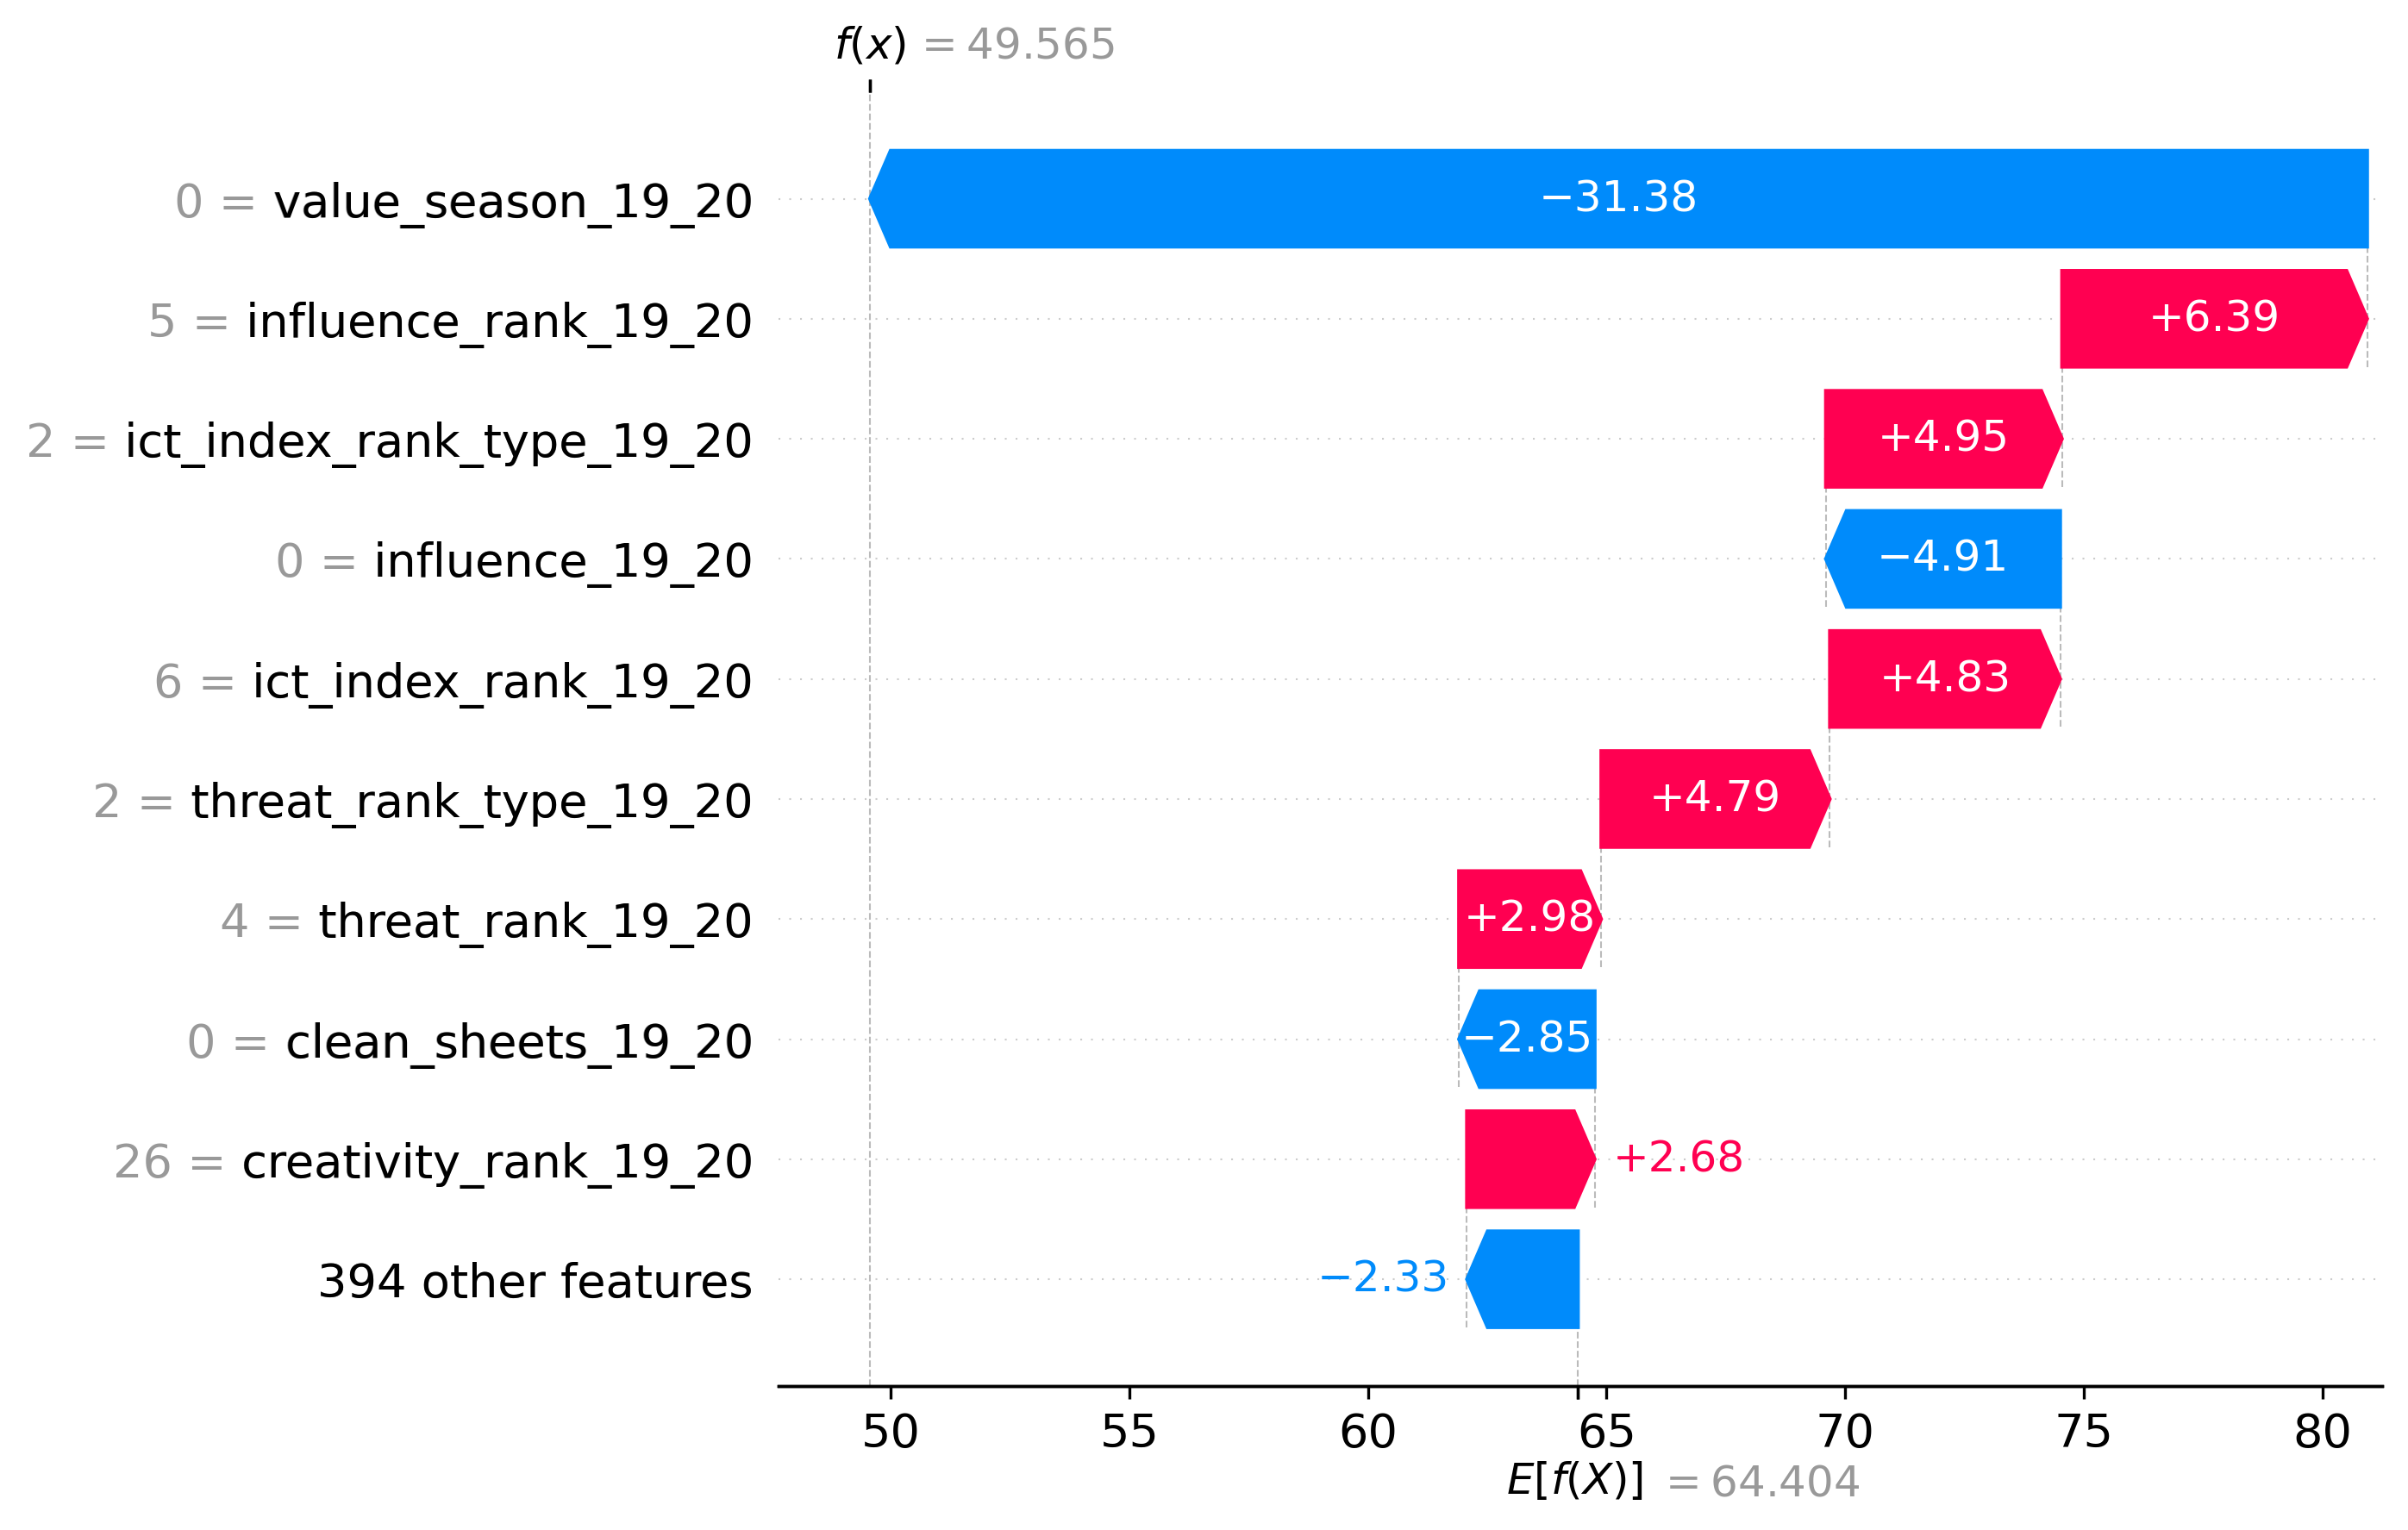 f(x) = 49.565
0 = value_season_19_20 −31.38
5 = influence_rank_19_20 +6.39
2 = ict_index_rank_type_19_20 +4.95
0 = influence_19_20 −4.91
6 = ict_index_rank_19_20 +4.83
2 = threat_rank_type_19_20 +4.79
4 = threat_rank_19_20 +2.98
0 = clean_sheets_19_20 −2.85
26 = creativity_rank_19_20 +2.68
394 other features −2.33
50 55 60 65 70 75 80
E[f(X)] = 64.404